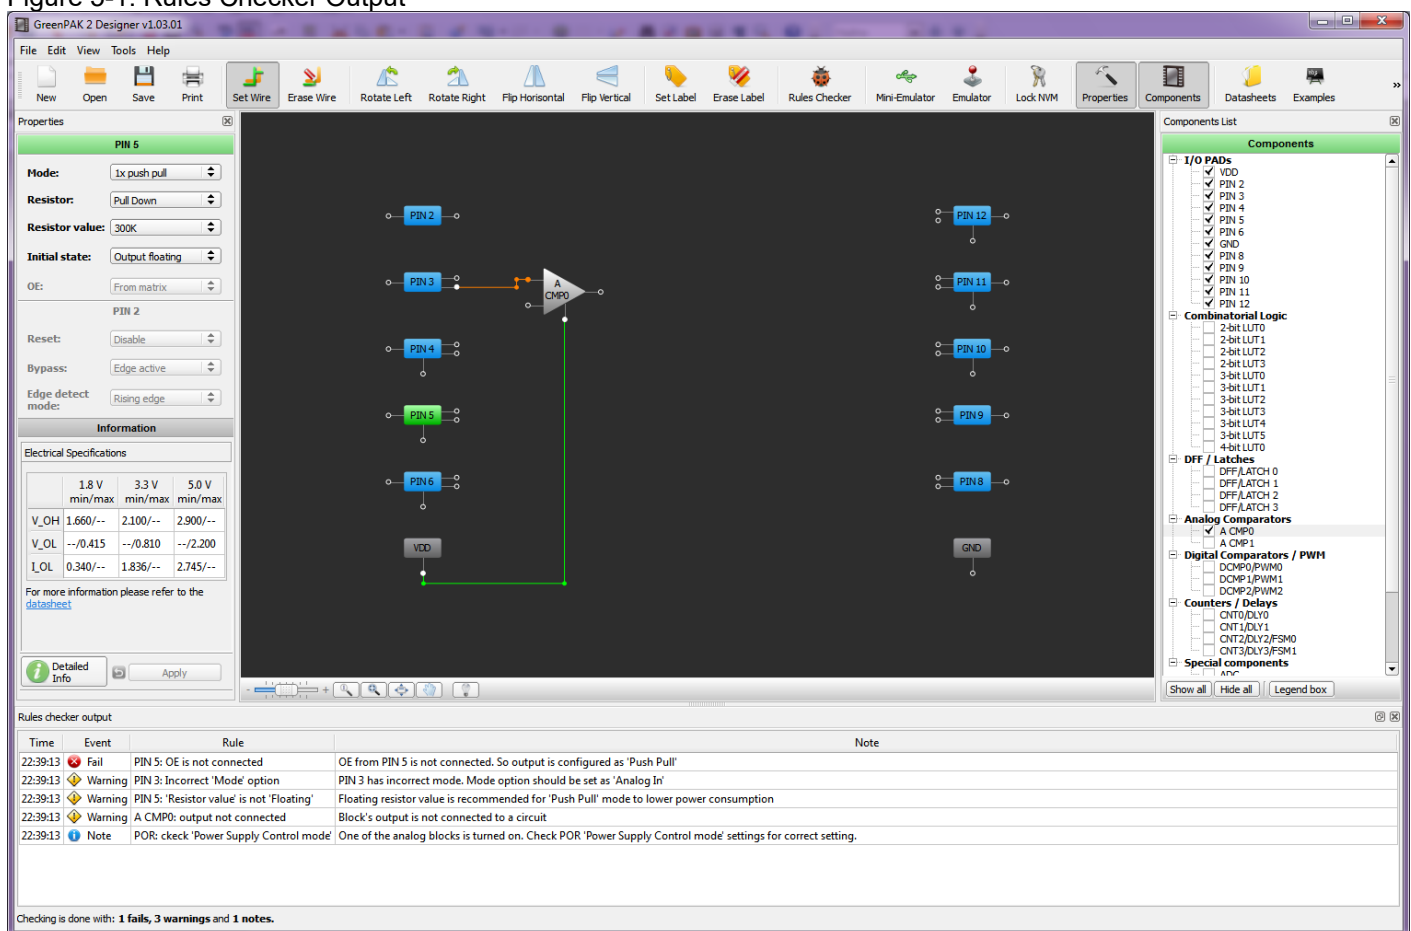 Figure 5-1. Rules Checker Output
GreenPAK 2 Designer v1.03.01
File Edit View Tools Help
New Open Save Print Set Wire Erase Wire Rotate Left Rotate Right Flip Horisontal Flip Vertical Set Label Erase Label Rules Checker Mini-Emulator Emulator Lock NVM Properties Components Datasheets Examples »
Properties
PIN 5
Mode: 1x push pull
Resistor: Pull Down
Resistor value: 300K
Initial state: Output floating
OE: From matrix
PIN 2
Reset: Disable
Bypass: Edge active
Edge detect
mode: Rising edge
Information
Electrical Specifications
1.8 V 3.3 V 5.0 V
min/max min/max min/max
V_OH 1.660/-- 2.100/-- 2.900/--
V_OL --/0.415 --/0.810 --/2.200
I_OL 0.340/-- 1.836/-- 2.745/--
For more information please refer to the
datasheet
Detailed
Info
Apply
PIN 2
PIN 3
A
CMP0
PIN 4
PIN 5
PIN 6
VDD
PIN 12
PIN 11
PIN 10
PIN 9
PIN 8
GND
- +
Components List
Components
I/O PADs
VDD
PIN 2
PIN 3
PIN 4
PIN 5
PIN 6
GND
PIN 8
PIN 9
PIN 10
PIN 11
PIN 12
Combinatorial Logic
2-bit LUT0
2-bit LUT1
2-bit LUT2
2-bit LUT3
3-bit LUT0
3-bit LUT1
3-bit LUT2
3-bit LUT3
3-bit LUT4
3-bit LUT5
4-bit LUT0
DFF / Latches
DFF/LATCH 0
DFF/LATCH 1
DFF/LATCH 2
DFF/LATCH 3
Analog Comparators
A CMP0
A CMP1
Digital Comparators / PWM
DCMP0/PWM0
DCMP1/PWM1
DCMP2/PWM2
Counters / Delays
CNT0/DLY0
CNT1/DLY1
CNT2/DLY2/FSM0
CNT3/DLY3/FSM1
Special components
ADC
Show all Hide all Legend box
Rules checker output
Time Event Rule Note
22:39:13 Fail PIN 5: OE is not connected OE from PIN 5 is not connected. So output is configured as 'Push Pull'
22:39:13 Warning PIN 3: Incorrect 'Mode' option PIN 3 has incorrect mode. Mode option should be set as 'Analog In'
22:39:13 Warning PIN 5: 'Resistor value' is not 'Floating' Floating resistor value is recommended for 'Push Pull' mode to lower power consumption
22:39:13 Warning A CMP0: output not connected Block's output is not connected to a circuit
22:39:13 Note POR: ckeck 'Power Supply Control mode' One of the analog blocks is turned on. Check POR 'Power Supply Control mode' settings for correct setting.
Checking is done with: 1 fails, 3 warnings and 1 notes.